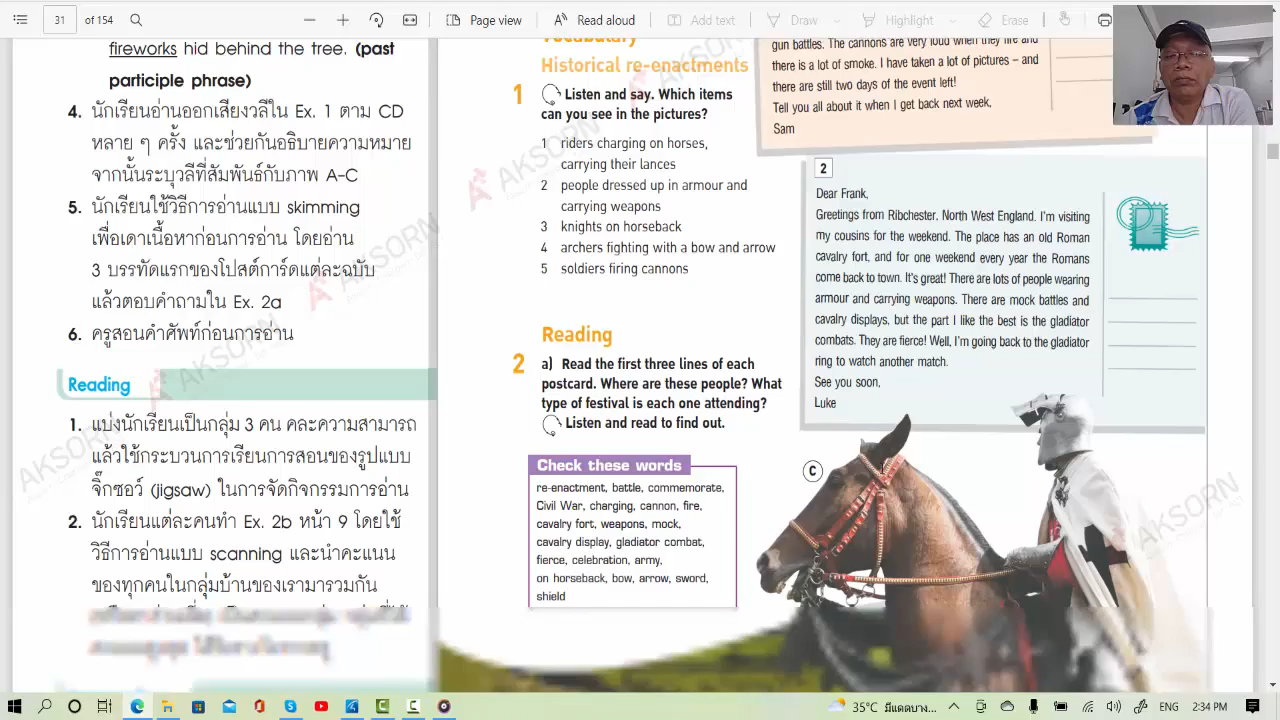 31 of 154
Page view
Read aloud
Add text
Draw
Highlight
Erase
fireworks hid behind the tree. (past
participle phrase)
4. นักเรียนอ่านออกเสียงวลีใน Ex. 1 ตาม CD
หลาย ๆ ครั้ง และช่วยกันอธิบายความหมาย
จากนั้นระบุวลีที่สัมพันธ์กับภาพ A-C
5. นักเรียนใช้วิธีการอ่านแบบ skimming
เพื่อเดาเนื้อหาก่อนการอ่าน โดยอ่าน
3 บรรทัดแรกของโปสต์การ์ดแต่ละฉบับ
แล้วตอบคำถามใน Ex. 2a
6. ครูสอนคำศัพท์ก่อนการอ่าน
Reading
1. แบ่งนักเรียนเป็นกลุ่ม 3 คน คละความสามารถ
แล้วใช้กระบวนการเรียนการสอนของรูปแบบ
จิ๊กซอว์ (jigsaw) ในการจัดกิจกรรมการอ่าน
2. นักเรียนแต่ละคนทำ Ex. 2b หน้า 9 โดยใช้
วิธีการอ่านแบบ scanning และนำคะแนน
ของทุกคนในกลุ่มบ้านของเรามารวมกัน
Vocabulary
Historical re-enactments
1 Listen and say. Which items
can you see in the pictures?
1 riders charging on horses,
carrying their lances
2 people dressed up in armour and
carrying weapons
3 knights on horseback
4 archers fighting with a bow and arrow
5 soldiers firing cannons
Reading
2 a) Read the first three lines of each
postcard. Where are these people? What
type of festival is each one attending?
Listen and read to find out.
Check these words
re-enactment, battle, commemorate,
Civil War, charging, cannon, fire,
cavalry fort, weapons, mock,
cavalry display, gladiator combat,
fierce, celebration, army,
on horseback, bow, arrow, sword,
shield
gun battles. The cannons are very loud when they fire and
there is a lot of smoke. I have taken a lot of pictures – and
there are still two days of the event left!
Tell you all about it when I get back next week,
Sam
2
Dear Frank,
Greetings from Ribchester, North West England. I'm visiting
my cousins for the weekend. The place has an old Roman
cavalry fort, and for one weekend every year the Romans
come back to town. It's great! There are lots of people wearing
armour and carrying weapons. There are mock battles and
cavalry displays, but the part I like the best is the gladiator
combats. They are fierce! Well, I'm going back to the gladiator
ring to watch another match.
See you soon,
Luke
C
AKSORN
AKSORN
AKSORN
AKSORN
AKSORN
AKSORN
35°C มีแดดบาง...
ENG
2:34 PM